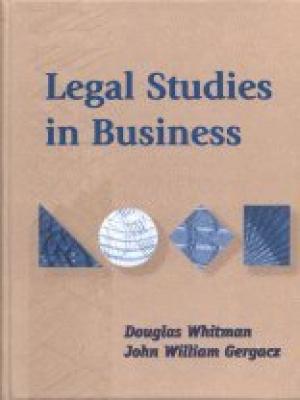 Legal Studies
in Business
Douglas Whitman
John William Gergacz